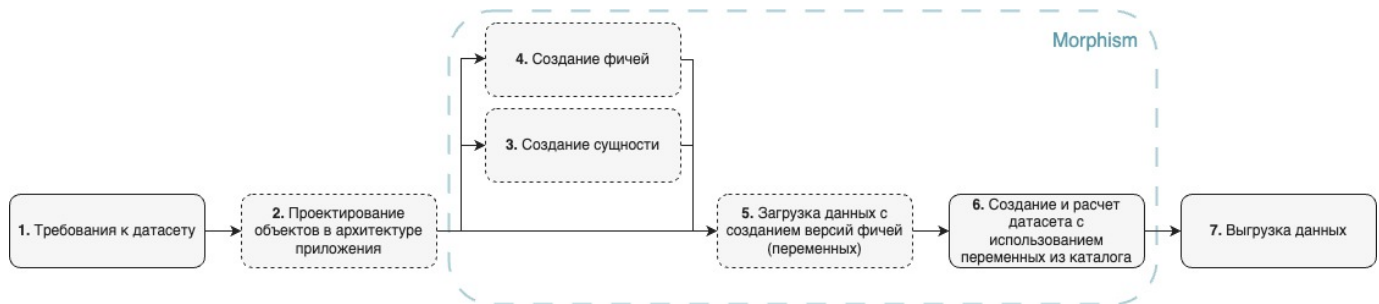 Morphism
4. Создание фичей
3. Создание сущности
1. Требования к датасету
2. Проектирование
объектов в архитектуре
приложения
5. Загрузка данных с
созданием версий фичей
(переменных)
6. Создание и расчет
датасета с
использованием
переменных из каталога
7. Выгрузка данных